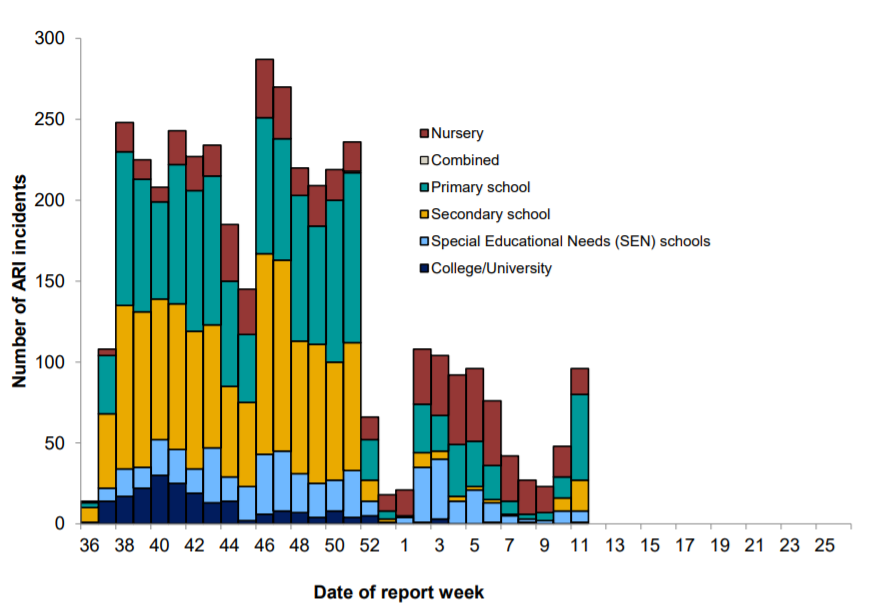 300
250
200
150
100
50
0
Number of ARI incidents
Nursery
Combined
Primary school
Secondary school
Special Educational Needs (SEN) schools
College/University
36 38 40 42 44 46 48 50 52 1 3 5 7 9 11 13 15 17 19 21 23 25
Date of report week